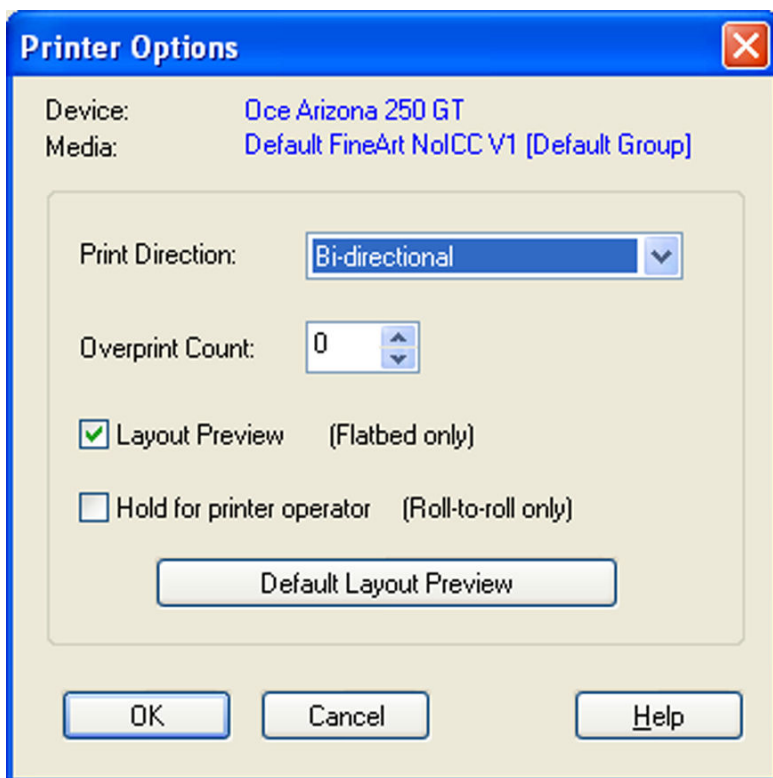 Printer Options
Device: Oce Arizona 250 GT
Media: Default FineArt NoICC V1 [Default Group]
Print Direction: Bi-directional
Overprint Count: 0
Layout Preview (Flatbed only)
Hold for printer operator (Roll-to-roll only)
Default Layout Preview
OK Cancel Help